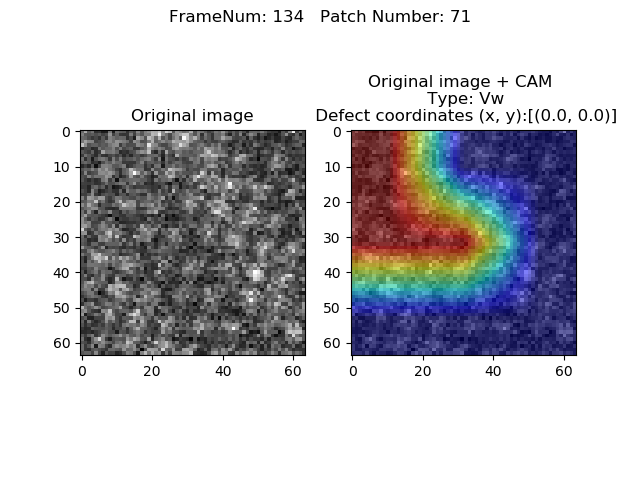 FrameNum: 134   Patch Number: 71
Original image
Original image + CAM
Type: Vw
Defect coordinates (x, y):[(0.0, 0.0)]
0
10
20
30
40
50
60
0 20 40 60
0
10
20
30
40
50
60
0 20 40 60